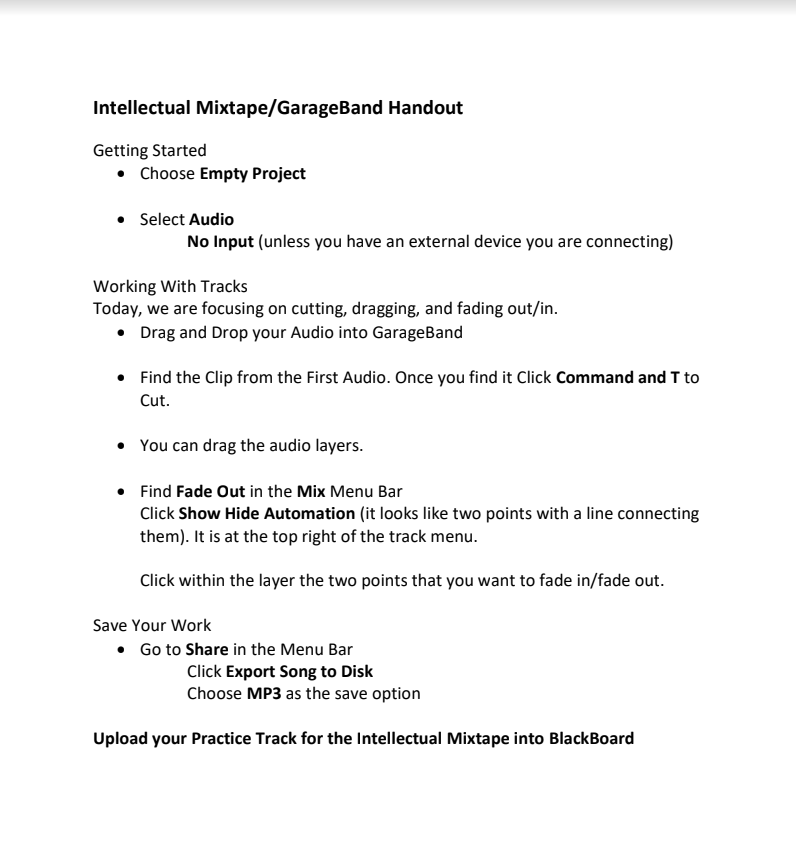 Intellectual Mixtape/GarageBand Handout
Getting Started
• Choose Empty Project
• Select Audio
No Input (unless you have an external device you are connecting)
Working With Tracks
Today, we are focusing on cutting, dragging, and fading out/in.
• Drag and Drop your Audio into GarageBand
• Find the Clip from the First Audio. Once you find it Click Command and T to
Cut.
• You can drag the audio layers.
• Find Fade Out in the Mix Menu Bar
Click Show Hide Automation (it looks like two points with a line connecting
them). It is at the top right of the track menu.
Click within the layer the two points that you want to fade in/fade out.
Save Your Work
• Go to Share in the Menu Bar
Click Export Song to Disk
Choose MP3 as the save option
Upload your Practice Track for the Intellectual Mixtape into BlackBoard